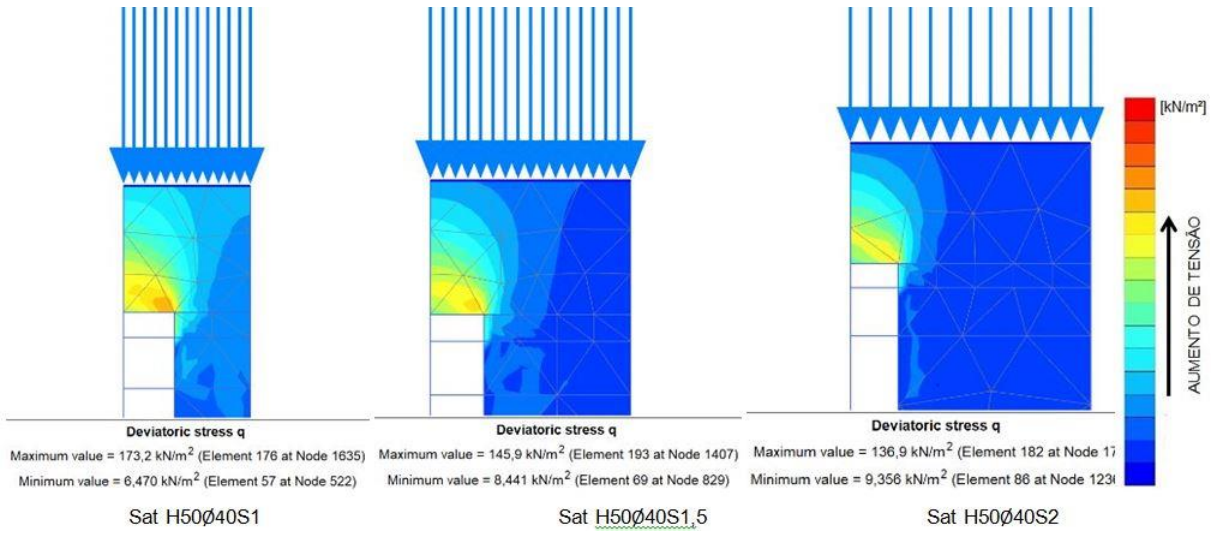 [kN/m²]
AUMENTO DE TENSÃO
Deviatoric stress q
Maximum value = 173,2 kN/m² (Element 176 at Node 1635)
Minimum value = 6,470 kN/m² (Element 57 at Node 522)
Sat H50Ø40S1
Deviatoric stress q
Maximum value = 145,9 kN/m² (Element 193 at Node 1407)
Minimum value = 8,441 kN/m² (Element 69 at Node 829)
Sat H50Ø40S1,5
Deviatoric stress q
Maximum value = 136,9 kN/m² (Element 182 at Node 17
Minimum value = 9,356 kN/m² (Element 86 at Node 123
Sat H50Ø40S2